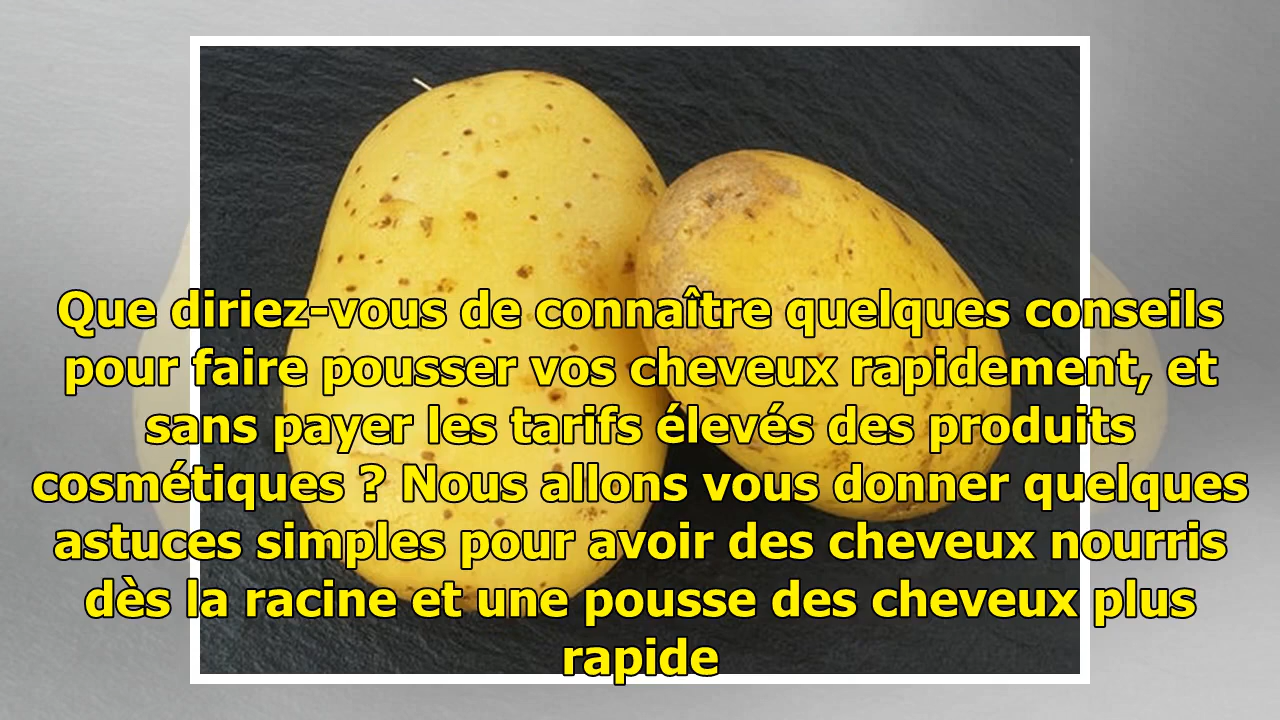 Que diriez-vous de connaître quelques conseils
pour faire pousser vos cheveux rapidement, et
sans payer les tarifs élevés des produits
cosmétiques ? Nous allons vous donner quelques
astuces simples pour avoir des cheveux nourris
dès la racine et une pousse des cheveux plus
rapide